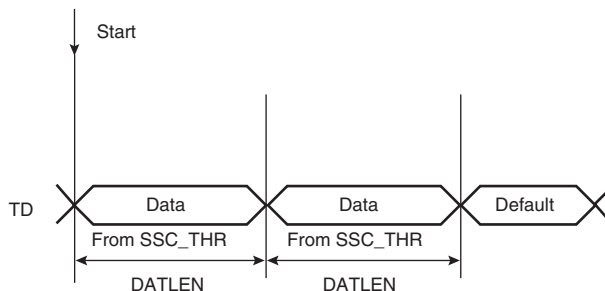 Start
TD
Data
Data
Default
From SSC_THR
From SSC_THR
DATLEN
DATLEN